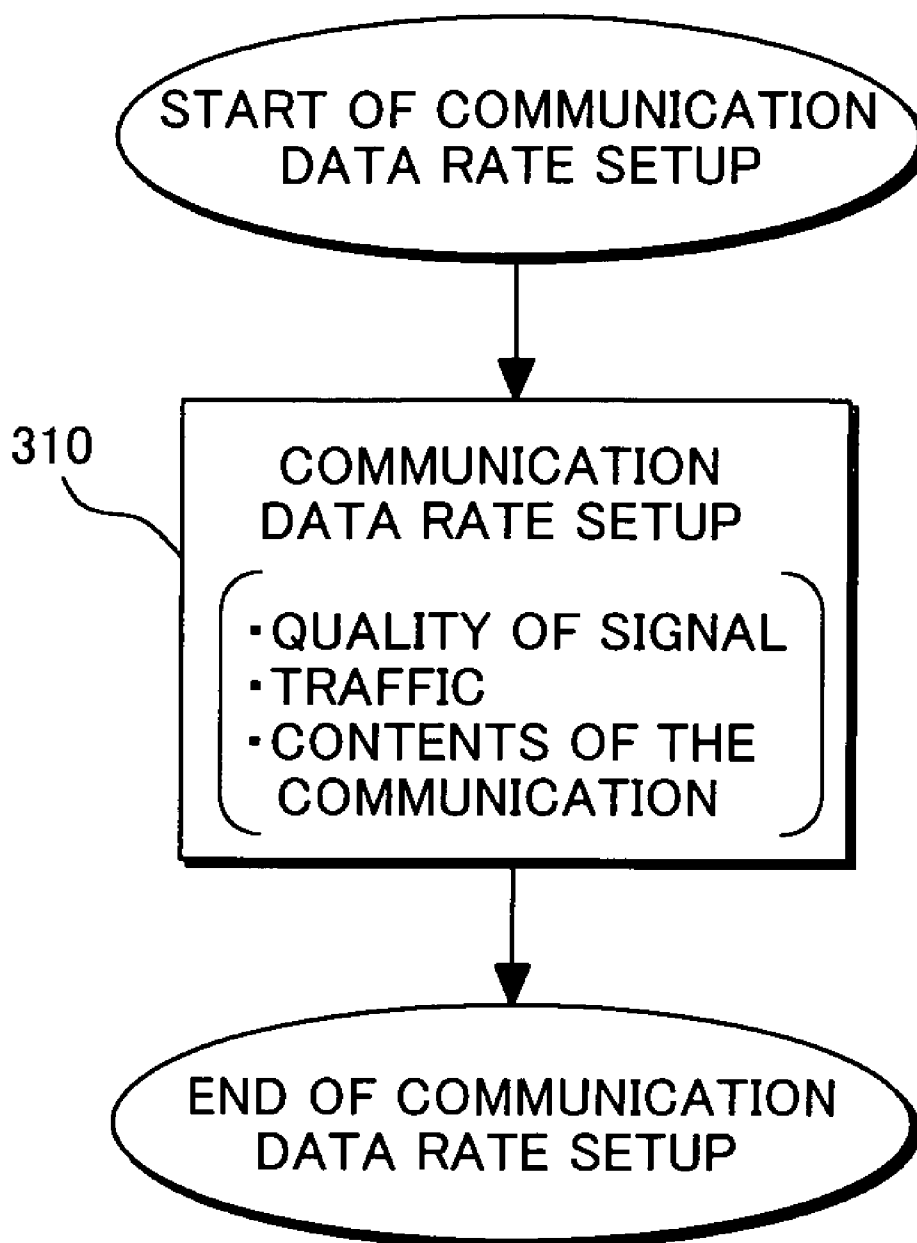 START OF COMMUNICATION
DATA RATE SETUP
310
COMMUNICATION
DATA RATE SETUP
・QUALITY OF SIGNAL
・TRAFFIC
・CONTENTS OF THE
COMMUNICATION
END OF COMMUNICATION
DATA RATE SETUP